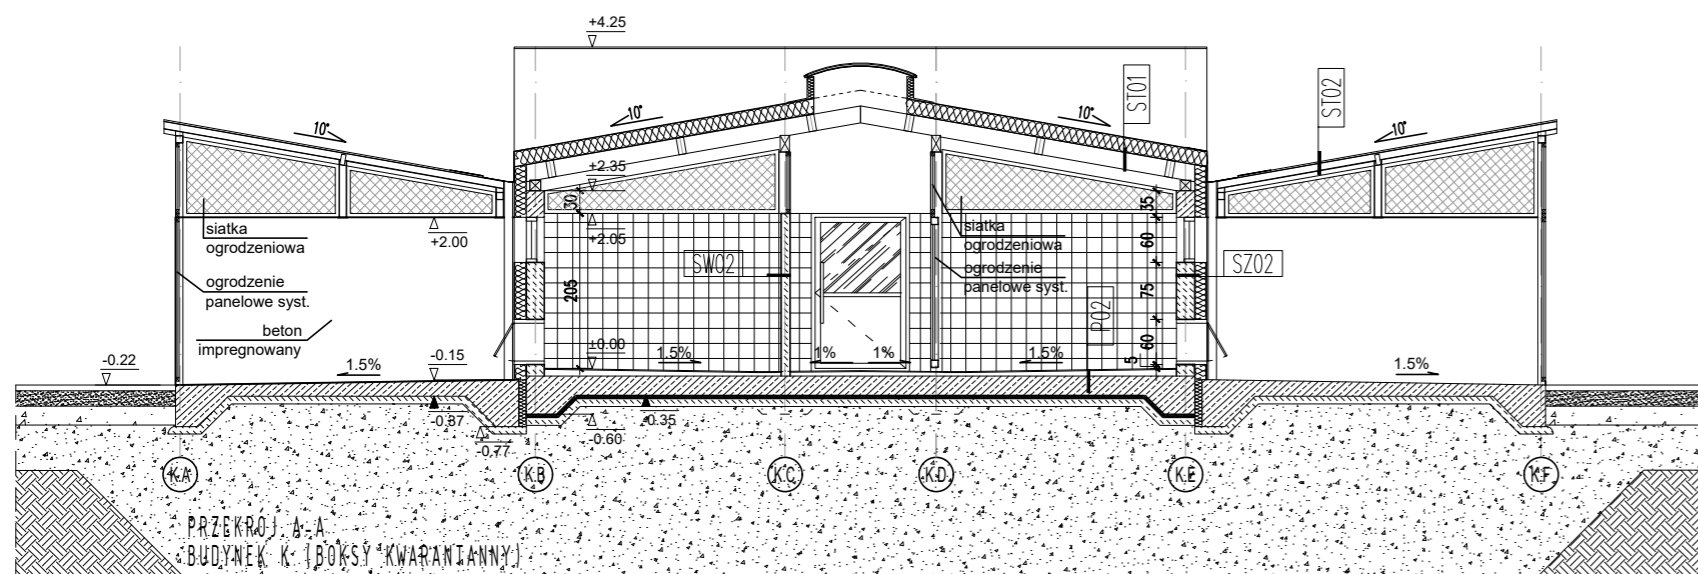 +4.25
10°
10°
ST01
ST02
10°
10°
+2.35
30
35
+2.00
+2.05
siatka
ogrodzeniowa
siatka
ogrodzeniowa
60
SW02
SZ02
ogrodzenie
panelowe syst.
ogrodzenie
panelowe syst.
205
75
P02
beton
impregnowany
±0.00
60
5
-0.22
1.5%
-0.15
1.5%
1%
1%
1.5%
1.5%
-0.37
-0.35
-0.60
-0.77
K.A
K.B
K.C
K.D
K.E
K.F
PRZEKRÓJ A-A
BUDYNEK K (BOKSY KWARANTANNY)